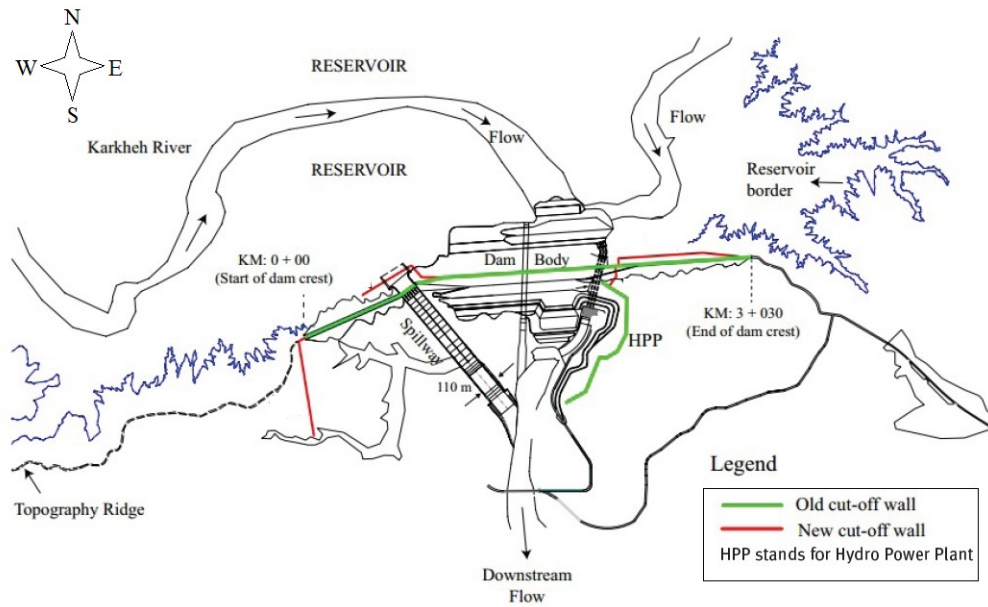 N
W
E
S
RESERVOIR
Karkheh River
Flow
Flow
RESERVOIR
Reservoir
border
KM: 0 + 00
(Start of dam crest)
Dam Body
KM: 3 + 030
(End of dam crest)
Spillway
HPP
110 m
Topography Ridge
Legend
Old cut-off wall
New cut-off wall
HPP stands for Hydro Power Plant
Downstream
Flow